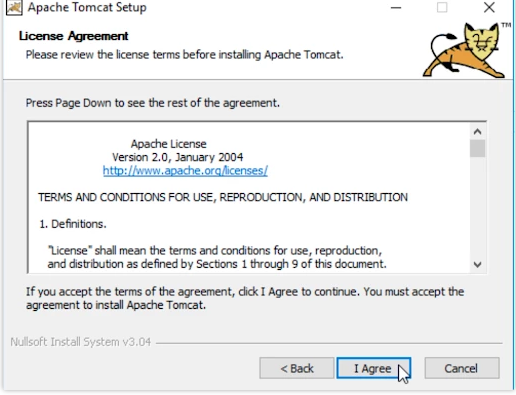 Apache Tomcat Setup
License Agreement
Please review the license terms before installing Apache Tomcat.
TM
Press Page Down to see the rest of the agreement.
Apache License
Version 2.0, January 2004
http://www.apache.org/licenses/
TERMS AND CONDITIONS FOR USE, REPRODUCTION, AND DISTRIBUTION
1. Definitions.
"License" shall mean the terms and conditions for use, reproduction,
and distribution as defined by Sections 1 through 9 of this document.
If you accept the terms of the agreement, click I Agree to continue. You must accept the
agreement to install Apache Tomcat.
Nullsoft Install System v3.04
< Back I Agree Cancel